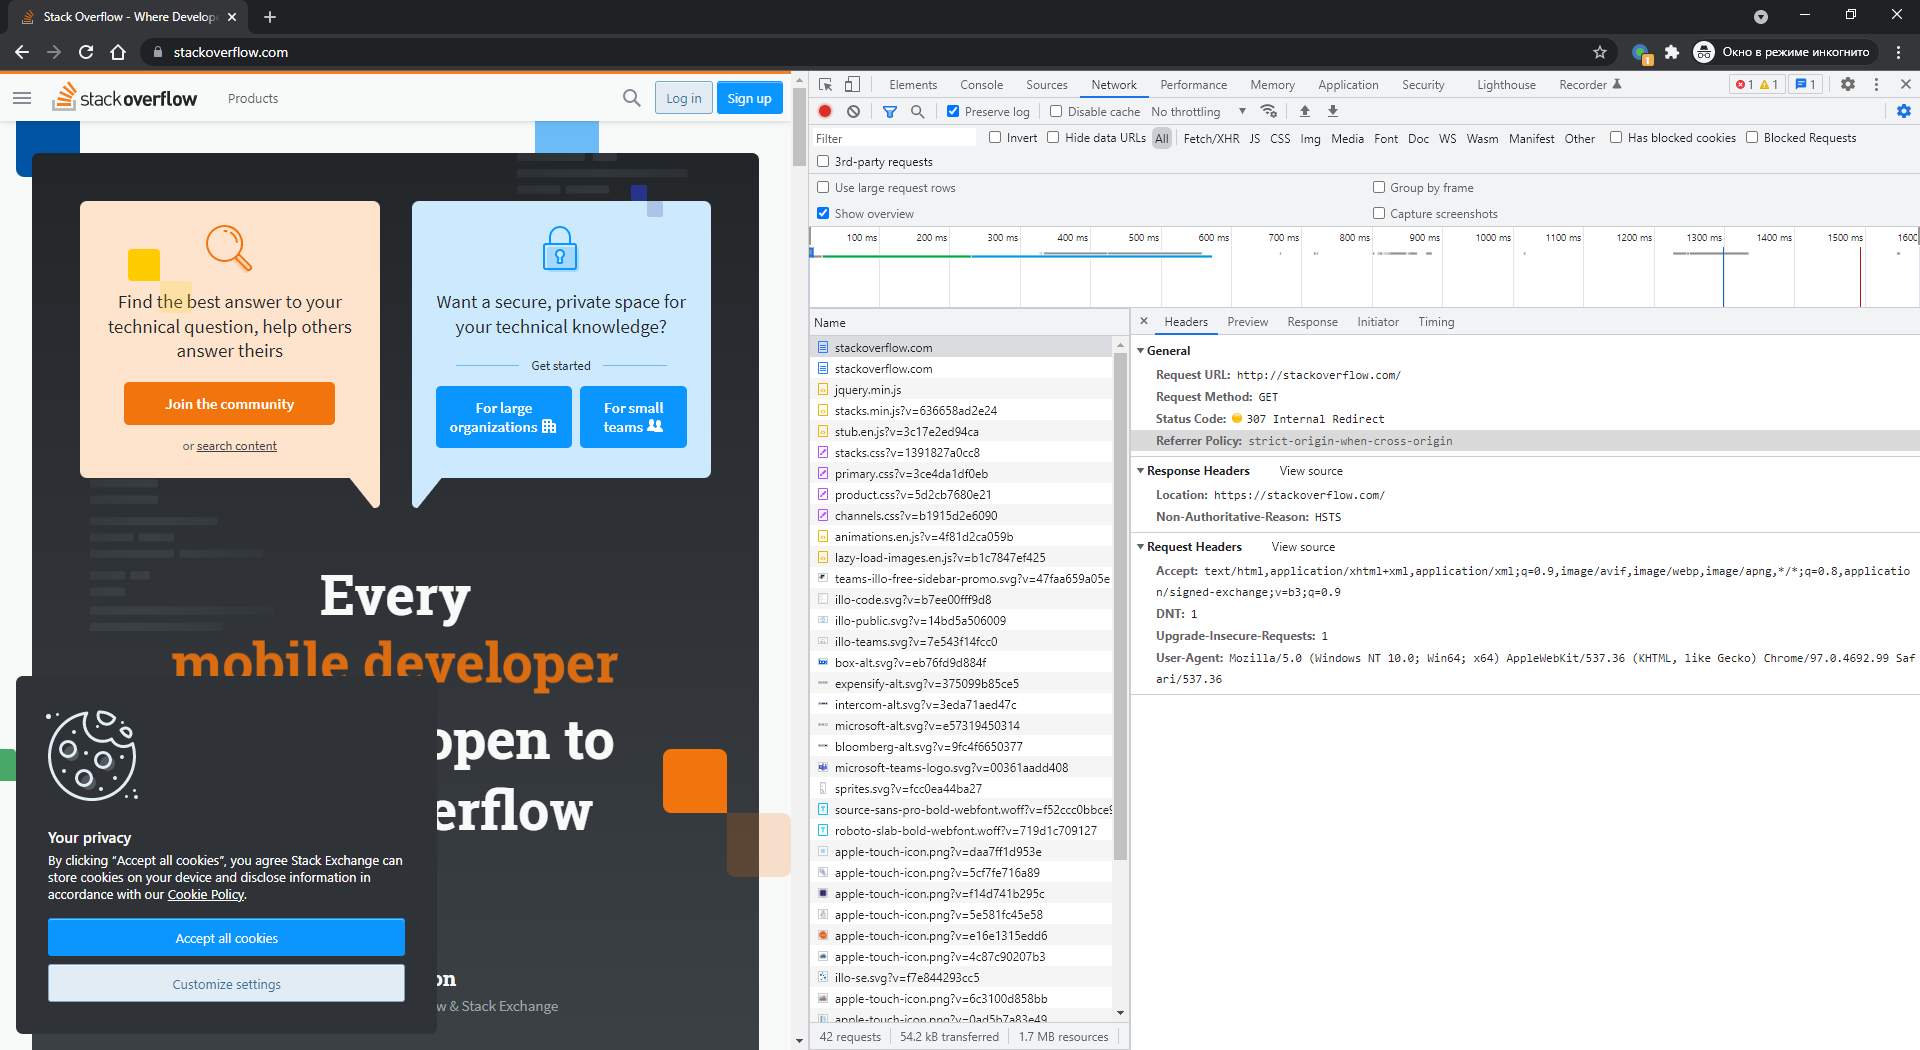 Stack Overflow - Where Develope
stackoverflow.com
Окно в режиме инкогнито
stackoverflow
Products
Log in
Sign up
Find the best answer to your
technical question, help others
answer theirs
Join the community
or search content
Want a secure, private space for
your technical knowledge?
Get started
For large
organizations
For small
teams
Every
mobile developer
open to
erflow
on
w & Stack Exchange
Your privacy
By clicking “Accept all cookies”, you agree Stack Exchange can
store cookies on your device and disclose information in
accordance with our Cookie Policy.
Accept all cookies
Customize settings
Elements Console Sources Network Performance Memory Application Security Lighthouse Recorder 1 1 1
Preserve log Disable cache No throttling
Filter Invert Hide data URLs All Fetch/XHR JS CSS Img Media Font Doc WS Wasm Manifest Other Has blocked cookies Blocked Requests
3rd-party requests
Use large request rows Group by frame
Show overview Capture screenshots
100 ms 200 ms 300 ms 400 ms 500 ms 600 ms 700 ms 800 ms 900 ms 1000 ms 1100 ms 1200 ms 1300 ms 1400 ms 1500 ms 1600
Name
stackoverflow.com
stackoverflow.com
jquery.min.js
stacks.min.js?v=636658ad2e24
stub.en.js?v=3c17e2ed94ca
stacks.css?v=1391827a0cc8
primary.css?v=3ce4da1df0eb
product.css?v=5d2cb7680e21
channels.css?v=b1915d2e6090
animations.en.js?v=4f81d2ca059b
lazy-load-images.en.js?v=b1c7847ef425
teams-illo-free-sidebar-promo.svg?v=47faa659a05e
illo-code.svg?v=b7ee00fff9d8
illo-public.svg?v=14bd5a506009
illo-teams.svg?v=7e543f14fcc0
box-alt.svg?v=eb76fd9d884f
expensify-alt.svg?v=375099b85ce5
intercom-alt.svg?v=3eda71aed47c
microsoft-alt.svg?v=e57319450314
bloomberg-alt.svg?v=9fc4f6650377
microsoft-teams-logo.svg?v=00361aadd408
sprites.svg?v=fcc0ea44ba27
source-sans-pro-bold-webfont.woff?v=f52ccc0bbce9
roboto-slab-bold-webfont.woff?v=719d1c709127
apple-touch-icon.png?v=daa7ff1d953e
apple-touch-icon.png?v=5cf7fe716a89
apple-touch-icon.png?v=f14d741b295c
apple-touch-icon.png?v=5e581fc45e58
apple-touch-icon.png?v=e16e1315edd6
apple-touch-icon.png?v=4c87c90207b3
illo-se.svg?v=f7e844293cc5
apple-touch-icon.png?v=6c3100d858bb
apple-touch-icon.png?v=0ad5b7a83e49
42 requests 54.2 kB transferred 1.7 MB resources
Headers Preview Response Initiator Timing
General
Request URL: http://stackoverflow.com/
Request Method: GET
Status Code: 307 Internal Redirect
Referrer Policy: strict-origin-when-cross-origin
Response Headers View source
Location: https://stackoverflow.com/
Non-Authoritative-Reason: HSTS
Request Headers View source
Accept: text/html,application/xhtml+xml,application/xml;q=0.9,image/avif,image/webp,image/apng,*/*;q=0.8,applicatio
n/signed-exchange;v=b3;q=0.9
DNT: 1
Upgrade-Insecure-Requests: 1
User-Agent: Mozilla/5.0 (Windows NT 10.0; Win64; x64) AppleWebKit/537.36 (KHTML, like Gecko) Chrome/97.0.4692.99 Saf
ari/537.36